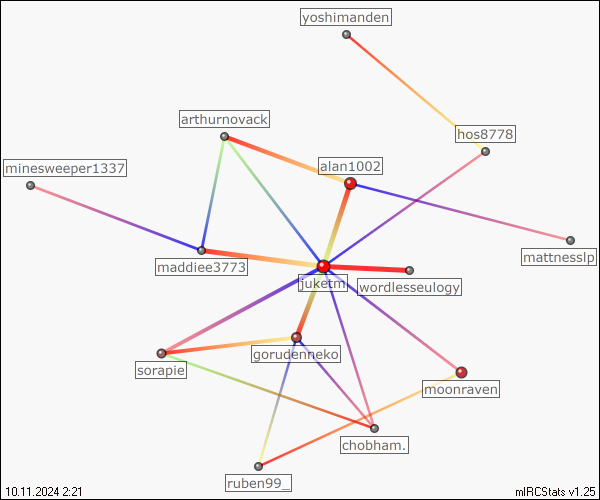 yoshimanden
arthurnovack
hos8778
alan1002
minesweeper1337
mattnesslp
maddiee3773
juketm
wordlesseulogy
gorudenneko
sorapie
moonraven
chobham.
ruben99_
10.11.2024 2:21
mIRCStats v1.25